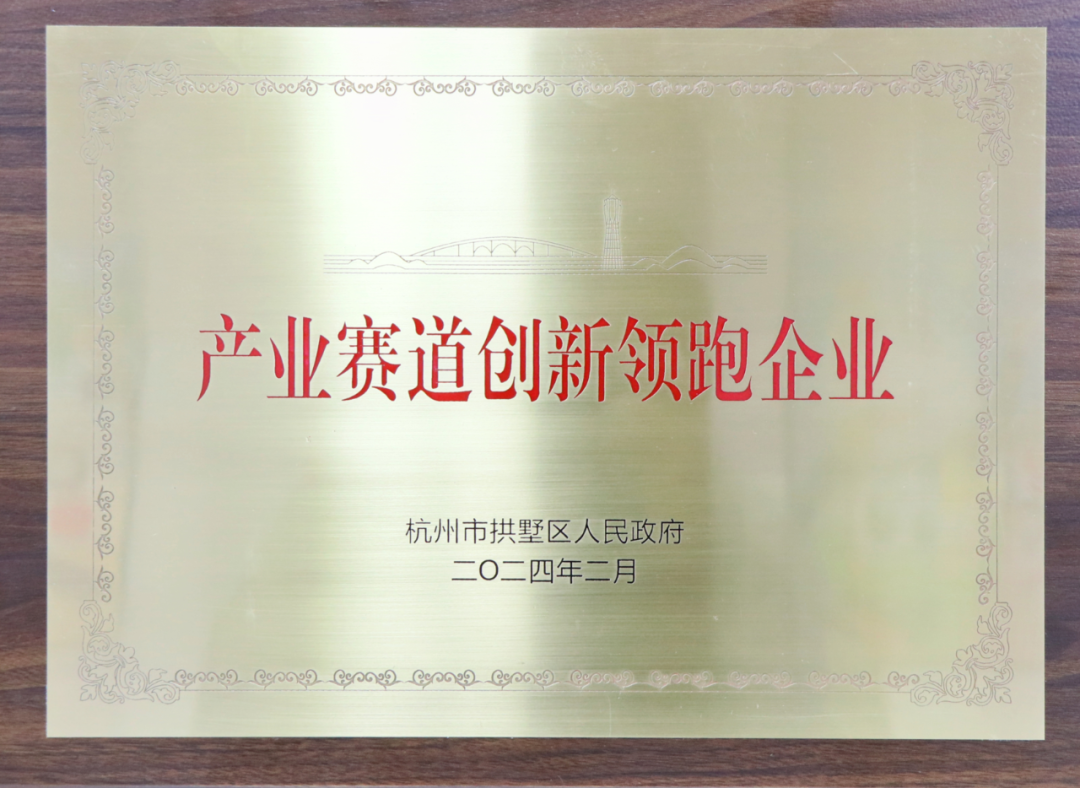 产业赛道创新领跑企业
杭州市拱墅区人民政府
二〇二四年二月